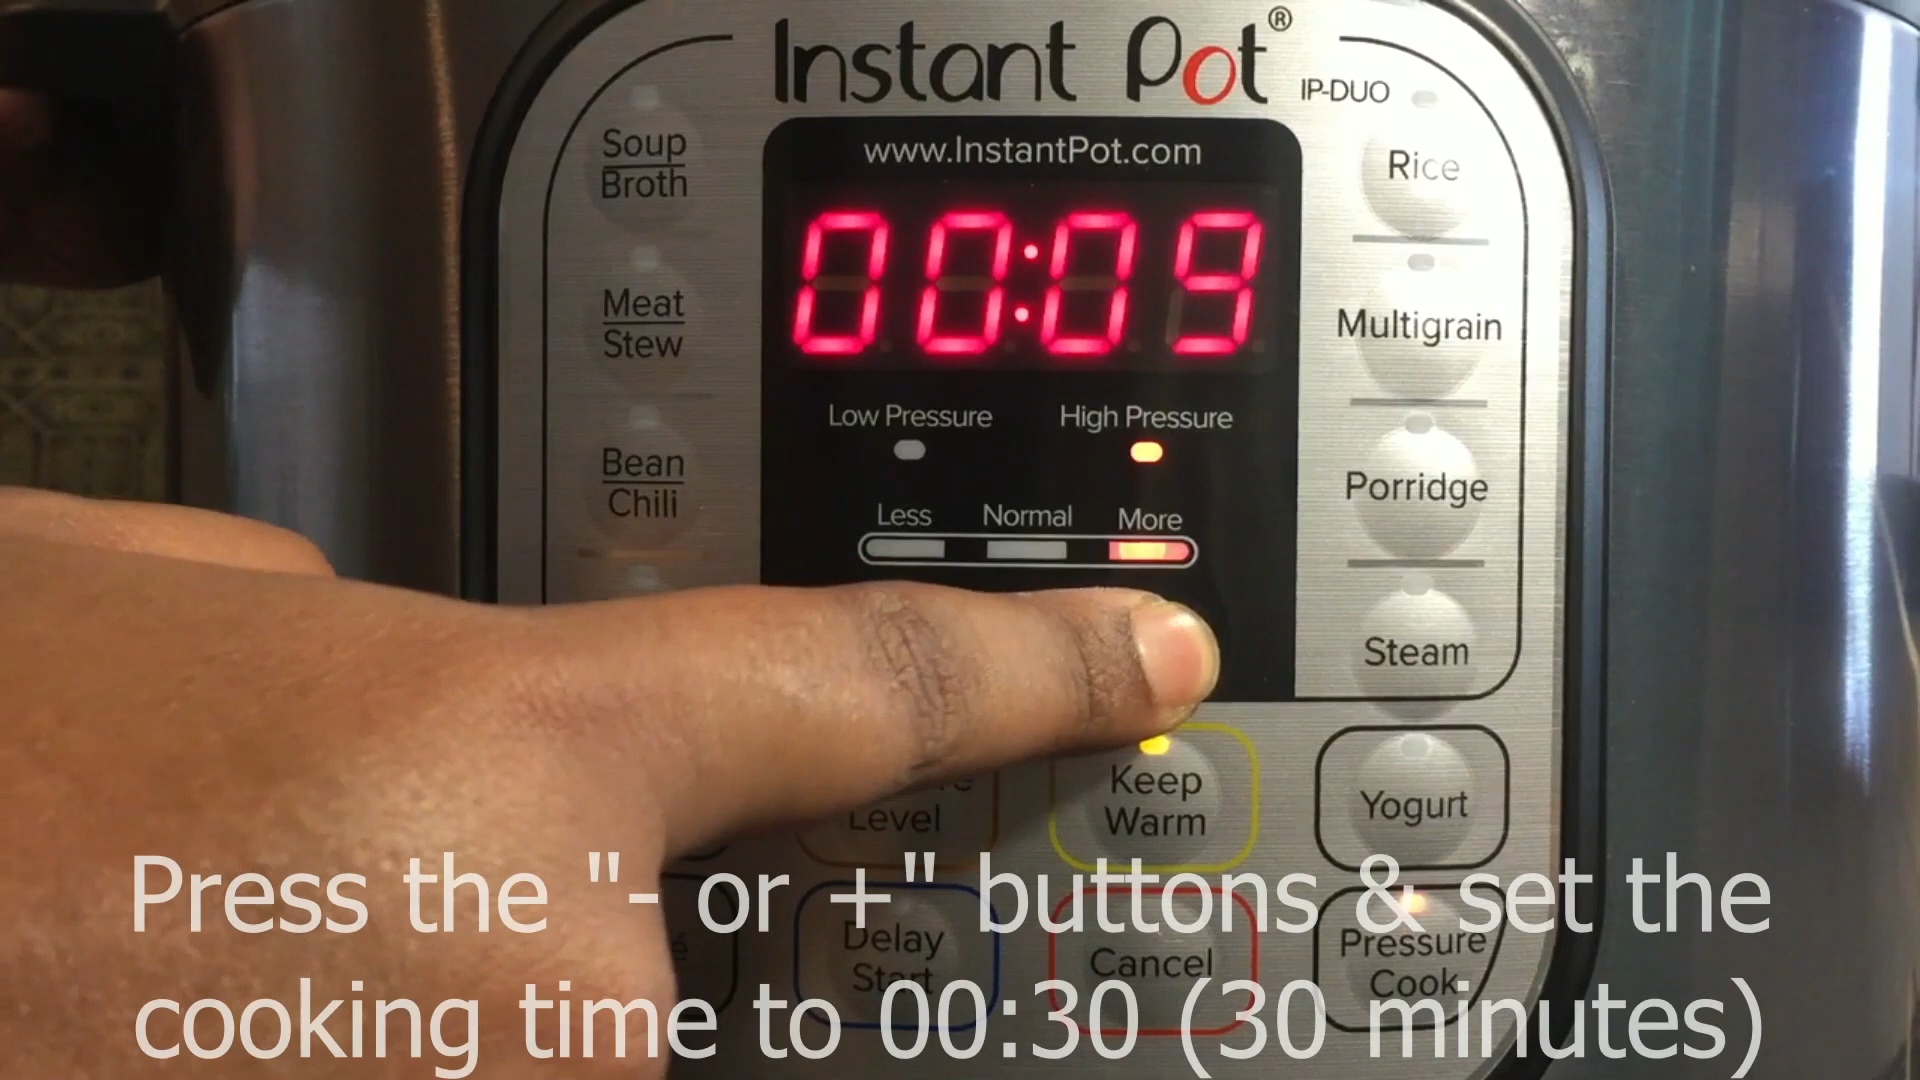 Instant Pot®
IP-DUO
www.InstantPot.com
00:09
Low Pressure
High Pressure
Less
Normal
More
Soup
Broth
Meat
Stew
Bean
Chili
Rice
Multigrain
Porridge
Steam
Level
Keep
Warm
Yogurt
Delay
Start
Cancel
Pressure
Cook
Press the "- or +" buttons & set the
cooking time to 00:30 (30 minutes)